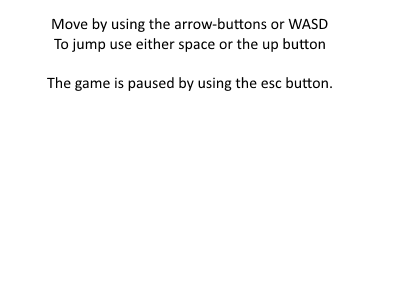 Move by using the arrow-buttons or WASD
To jump use either space or the up button
The game is paused by using the esc button.